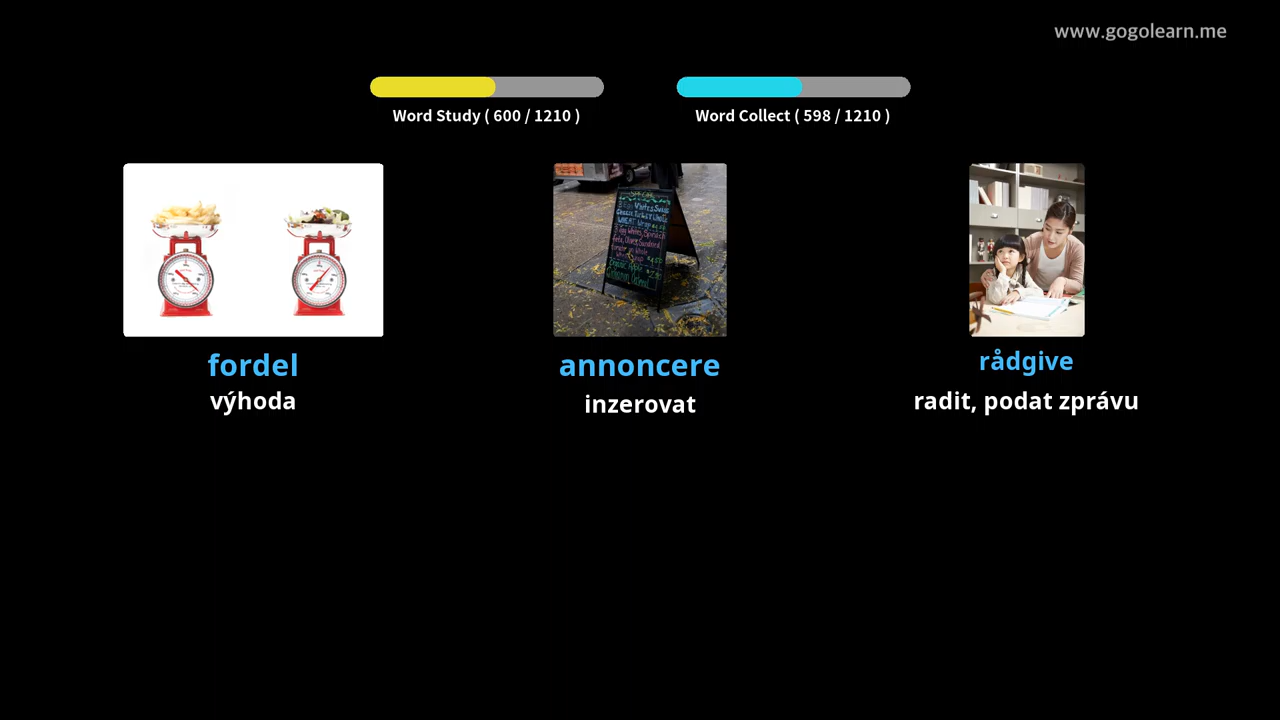 www.gogolearn.me
Word Study ( 600 / 1210 )
Word Collect ( 598 / 1210 )
fordel
annoncere
rådgive
výhoda
inzerovat
radit, podat zprávu